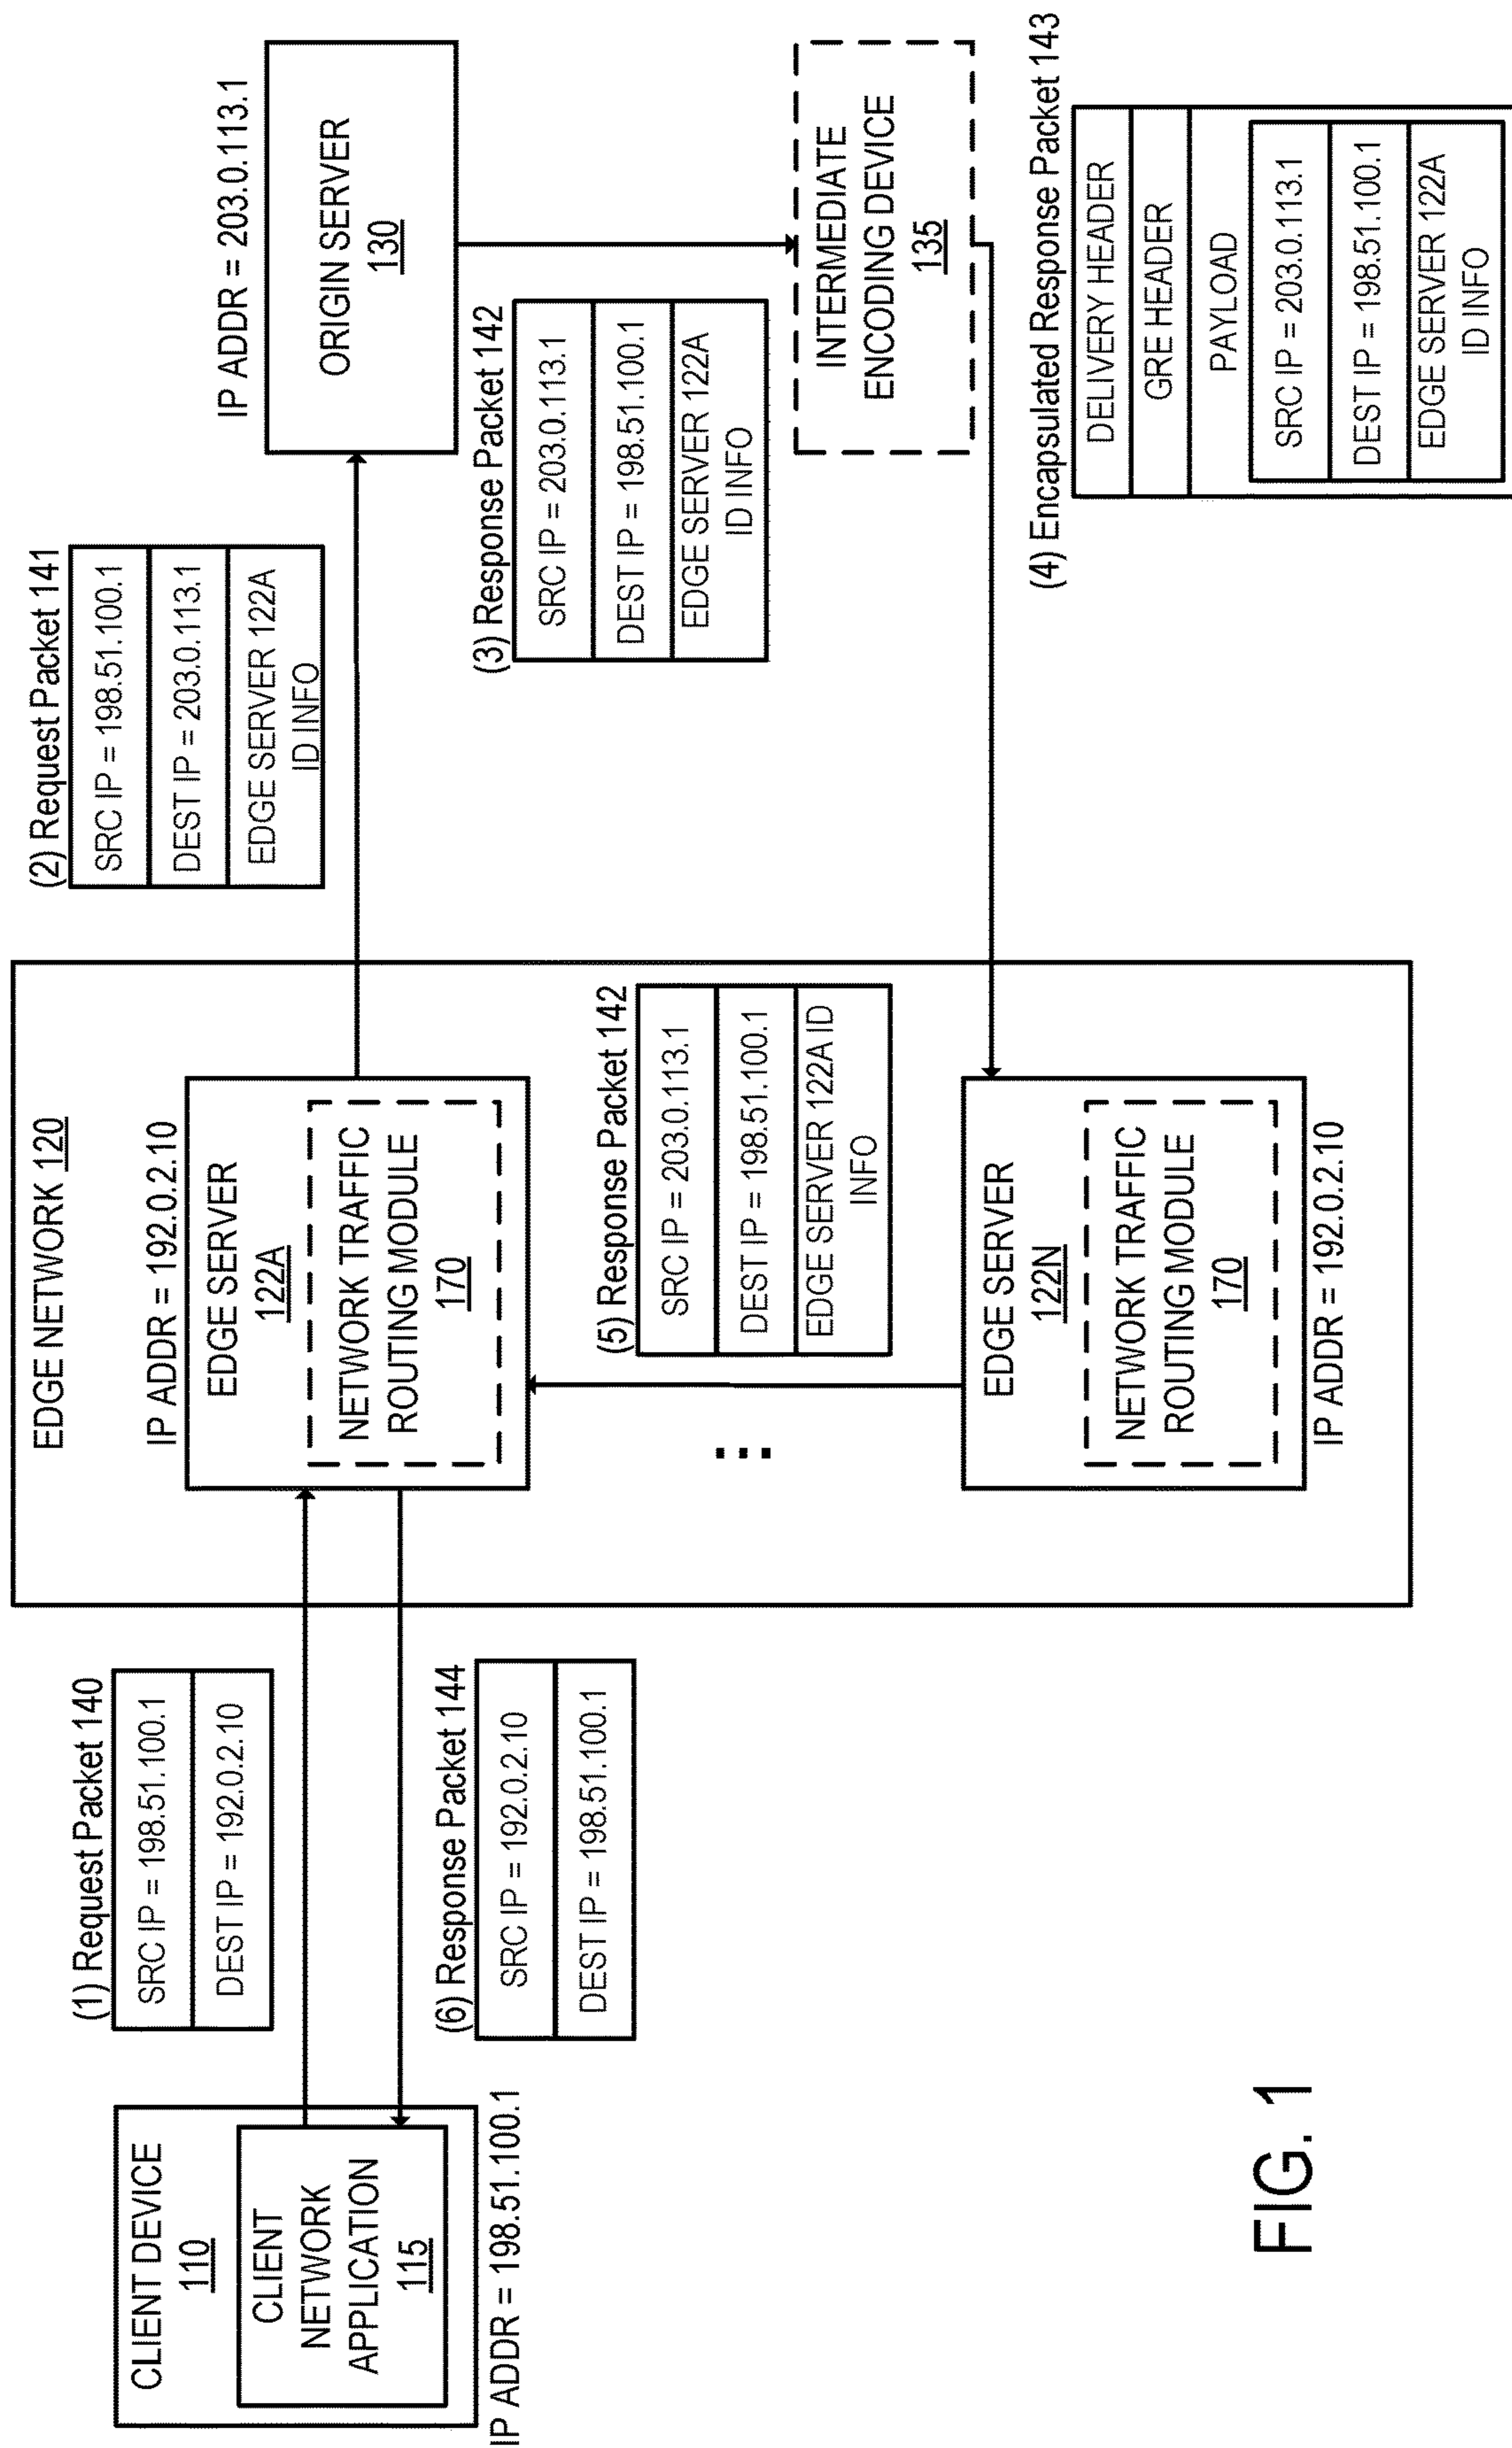 CLIENT DEVICE
110
CLIENT
NETWORK
APPLICATION
115
IP ADDR = 198.51.100.1
(1) Request Packet 140
SRC IP = 198.51.100.1
DEST IP = 192.0.2.10
(6) Response Packet 144
SRC IP = 192.0.2.10
DEST IP = 198.51.100.1
EDGE NETWORK 120
IP ADDR = 192.0.2.10
EDGE SERVER
122A
NETWORK TRAFFIC
ROUTING MODULE
170
(5) Response Packet 142
SRC IP = 203.0.113.1
DEST IP = 198.51.100.1
EDGE SERVER 122A ID
INFO
...
EDGE SERVER
122N
NETWORK TRAFFIC
ROUTING MODULE
170
IP ADDR = 192.0.2.10
(2) Request Packet 141
SRC IP = 198.51.100.1
DEST IP = 203.0.113.1
EDGE SERVER 122A
ID INFO
IP ADDR = 203.0.113.1
ORIGIN SERVER
130
(3) Response Packet 142
SRC IP = 203.0.113.1
DEST IP = 198.51.100.1
EDGE SERVER 122A
ID INFO
INTERMEDIATE
ENCODING DEVICE
135
(4) Encapsulated Response Packet 143
DELIVERY HEADER
GRE HEADER
PAYLOAD
SRC IP = 203.0.113.1
DEST IP = 198.51.100.1
EDGE SERVER 122A
ID INFO
FIG. 1